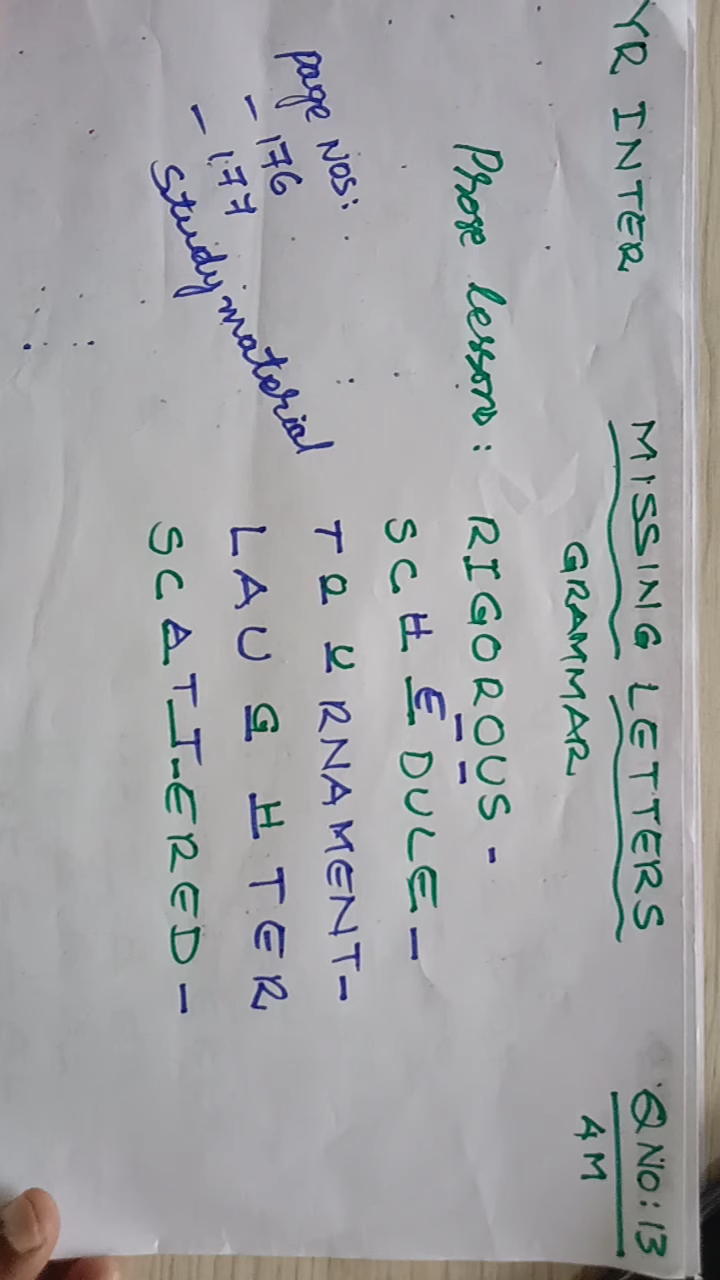 YR INTER MISSING LETTERS Q NO: 13
GRAMMAR 4M
Prose lessons: RIGOROUS -
SCHEDULE -
Page Nos: TOURNAMENT -
- 176 LAUGHTER
- 177 SCATTERED -
Study material